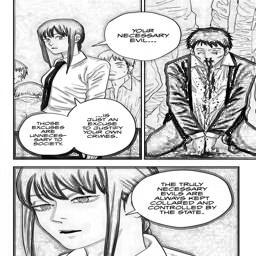 YOUR
NECESSARY
EVIL...
...IS
JUST AN
EXCUSE
TO JUSTIFY
YOUR OWN
CRIMES.
THOSE
EXCUSES
ARE
UNNECES-
SARY TO
SOCIETY.
THE TRULY
NECESSARY
EVILS ARE
ALWAYS KEPT
COLLARED AND
CONTROLLED BY
THE STATE.